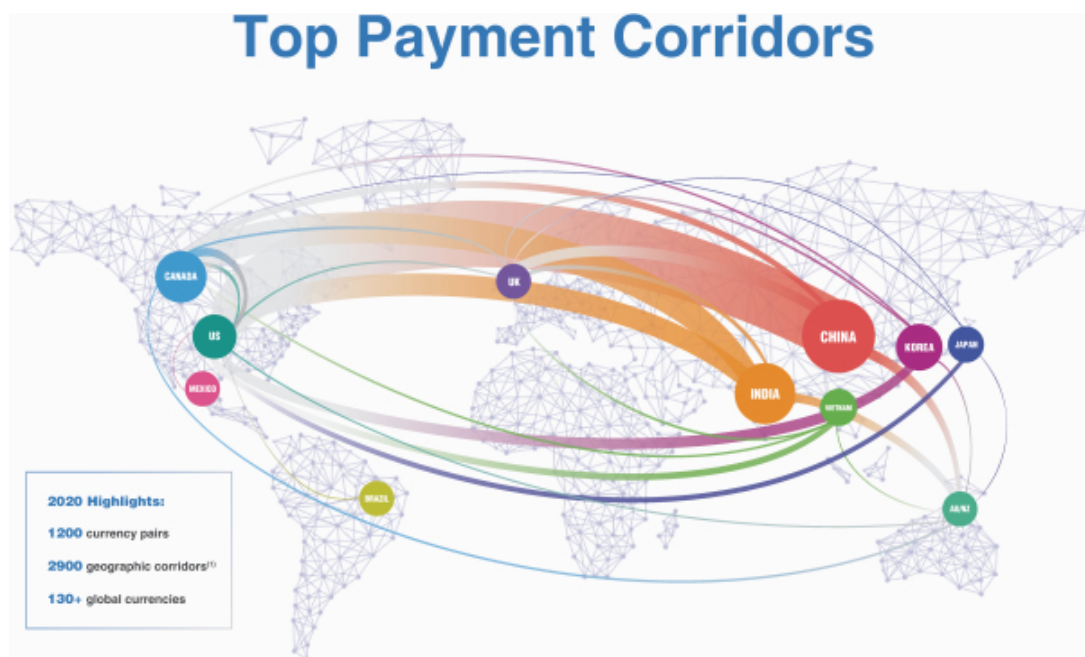 Top Payment Corridors
CANADA
UK
US
CHINA
KOREA
JAPAN
MEXICO
INDIA
VIETNAM
BRAZIL
AU/NZ
2020 Highlights:
1200 currency pairs
2900 geographic corridors(1)
130+ global currencies